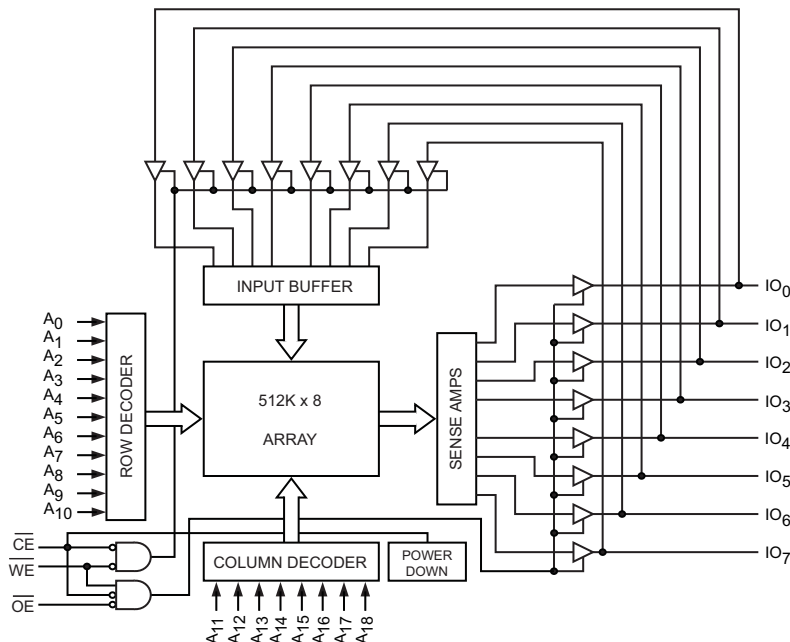 INPUT BUFFER
A0
A1
A2
A3
A4
A5
A6
A7
A8
A9
A10
ROW DECODER
512K x 8
ARRAY
SENSE AMPS
IO0
IO1
IO2
IO3
IO4
IO5
IO6
IO7
CE
WE
OE
COLUMN DECODER
POWER
DOWN
A11
A12
A13
A14
A15
A16
A17
A18